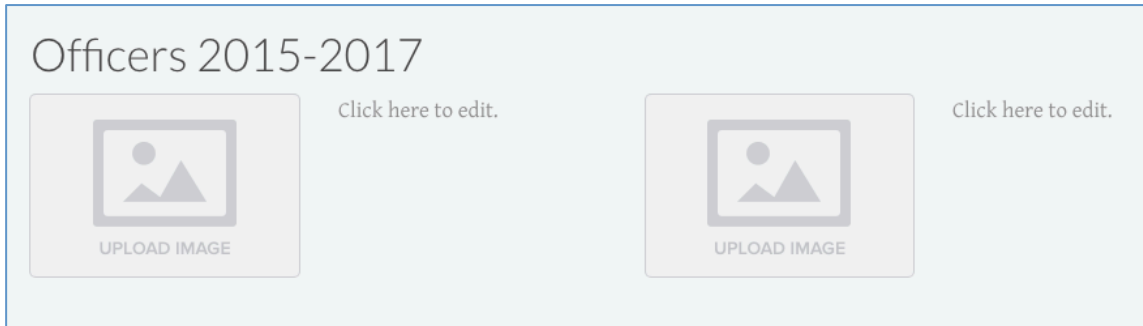 Officers 2015-2017
Click here to edit.
Click here to edit.
UPLOAD IMAGE
UPLOAD IMAGE